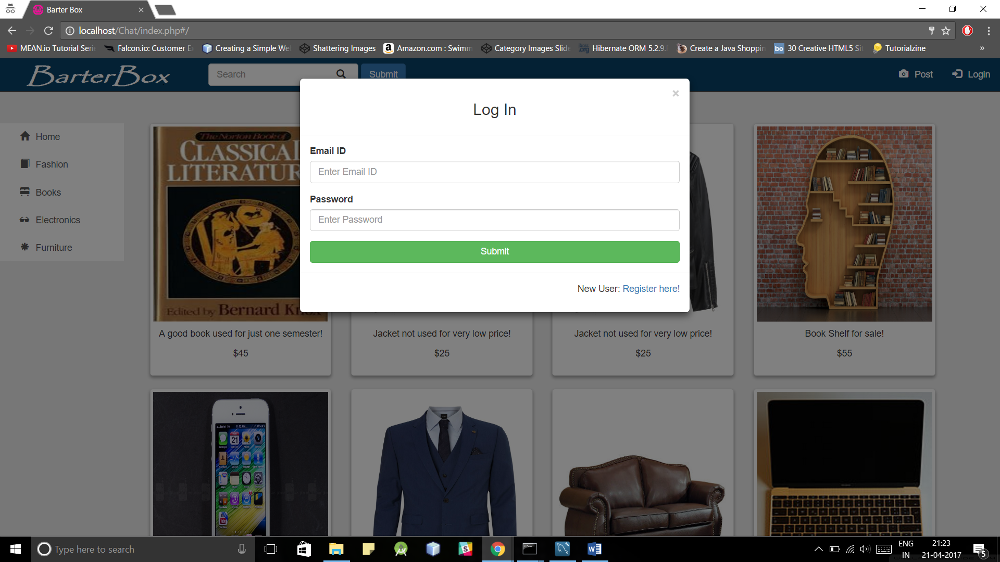 Barter Box
localhost/Chat/index.php#/
MEAN.io Tutorial Seri
Falcon.io: Customer E
Creating a Simple We
Shattering Images
Amazon.com : Swimm
Category Images Slide
Hibernate ORM 5.2.9.
Create a Java Shoppin
30 Creative HTML5 Si
Tutorialzine
»
BarterBox
Search
Submit
Post
Login
Home
Fashion
Books
Electronics
Furniture
×
Log In
Email ID
Enter Email ID
Password
Enter Password
Submit
New User: Register here!
The Norton Book of
CLASSICAL
LITERATUR
Edited by Bernard Knox
A good book used for just one semester!
$45
Jacket not used for very low price!
$25
Jacket not used for very low price!
$25
Book Shelf for sale!
$55
Type here to search
ENG
IN
21:23
21-04-2017
5